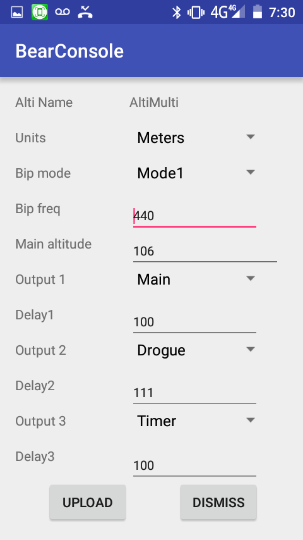 4G 4G 7:30
BearConsole
Alti Name AltiMulti
Units Meters
Bip mode Mode1
Bip freq 440
Main altitude 106
Output 1 Main
Delay1 100
Output 2 Drogue
Delay2 111
Output 3 Timer
Delay3 100
UPLOAD DISMISS